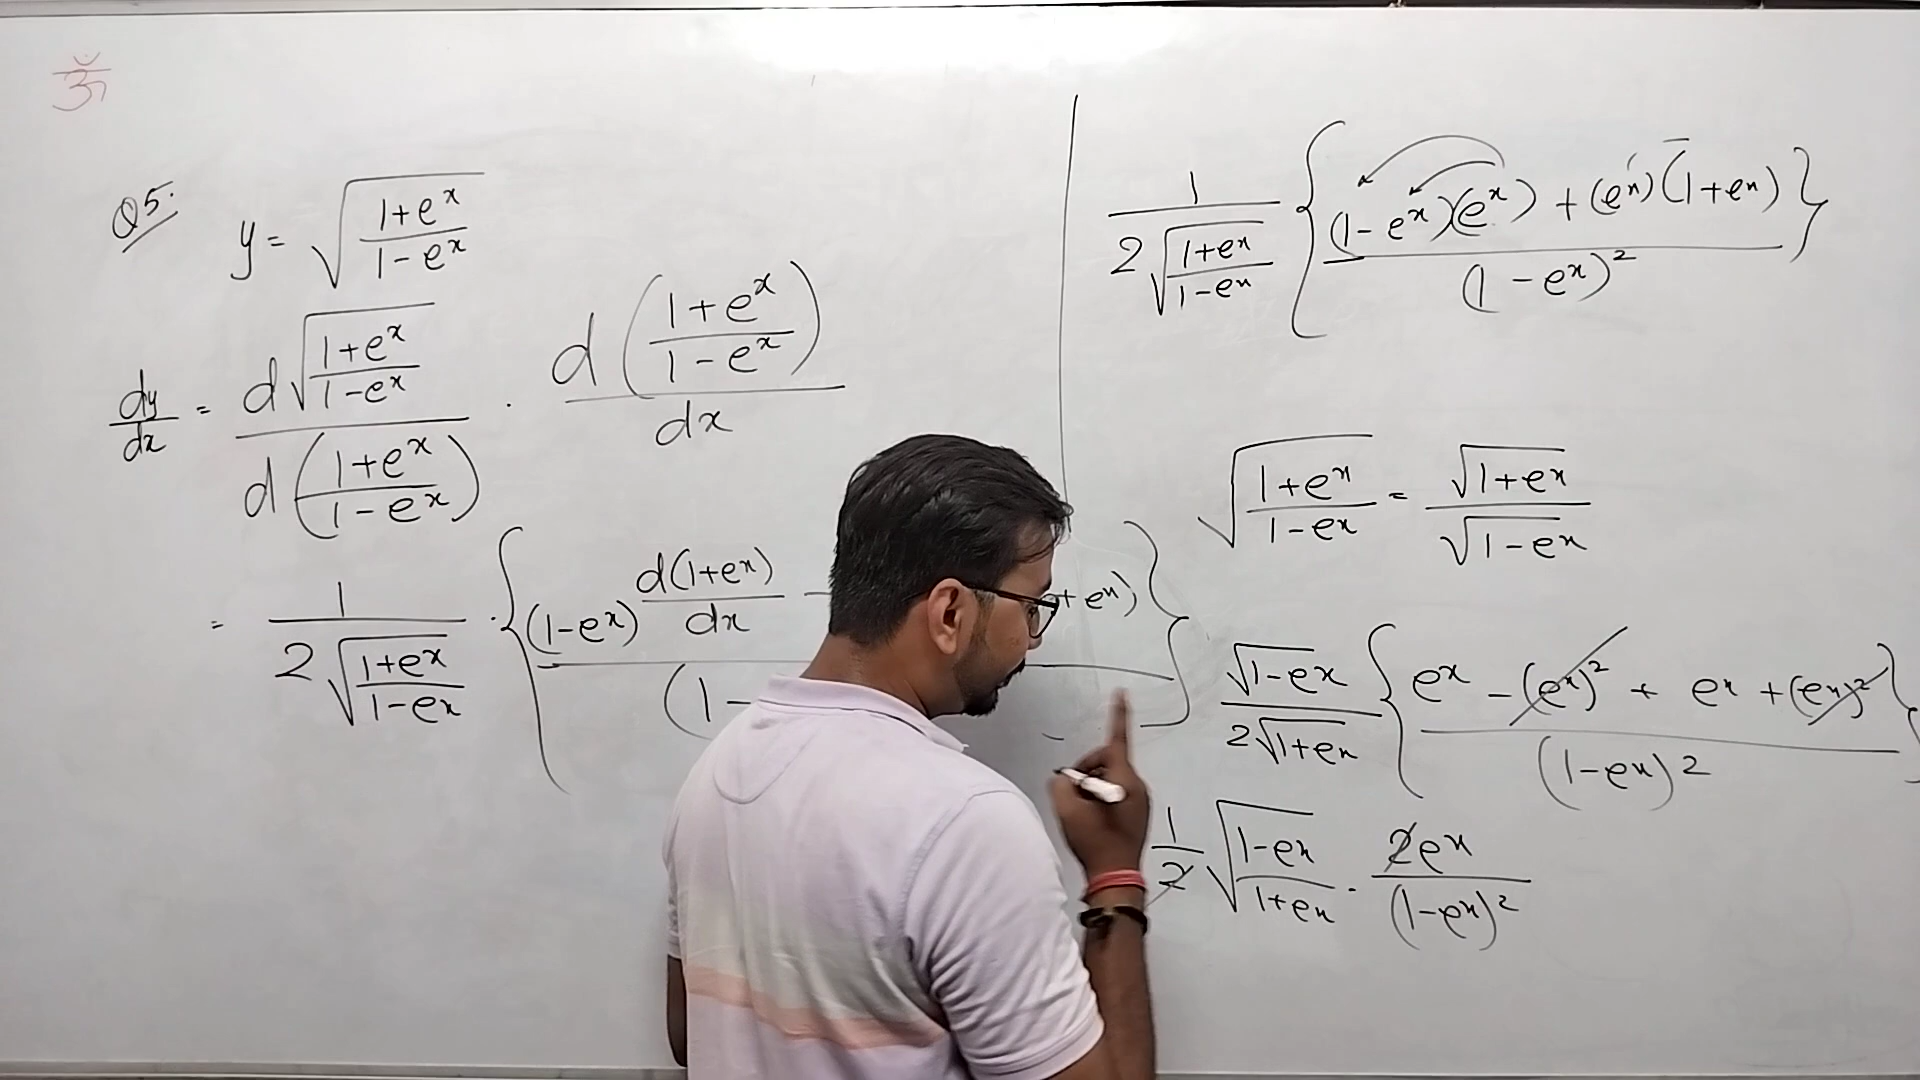 ॐ
Q5. y = √((1+e^x)/(1-e^x))
dy/dx = d√((1+e^x)/(1-e^x)) / d((1+e^x)/(1-e^x)) · d((1+e^x)/(1-e^x)) / dx
= 1/(2√((1+e^x)/(1-e^x))) · {((1-e^x) d(1+e^x)/dx - +e^x) / (1-}
1/(2√((1+e^x)/(1-e^x))) {((1-e^x)(e^x) + (e^x)(1+e^x)) / (1-e^x)^2}
√((1+e^x)/(1-e^x)) = √(1+e^x) / √(1-e^x)
√(1-e^x) / (2√(1+e^x)) {(e^x - (e^x)^2 + e^x + (e^x)^2) / (1-e^x)^2}
1/2 √((1-e^x)/(1+e^x)) · 2e^x / (1-e^x)^2